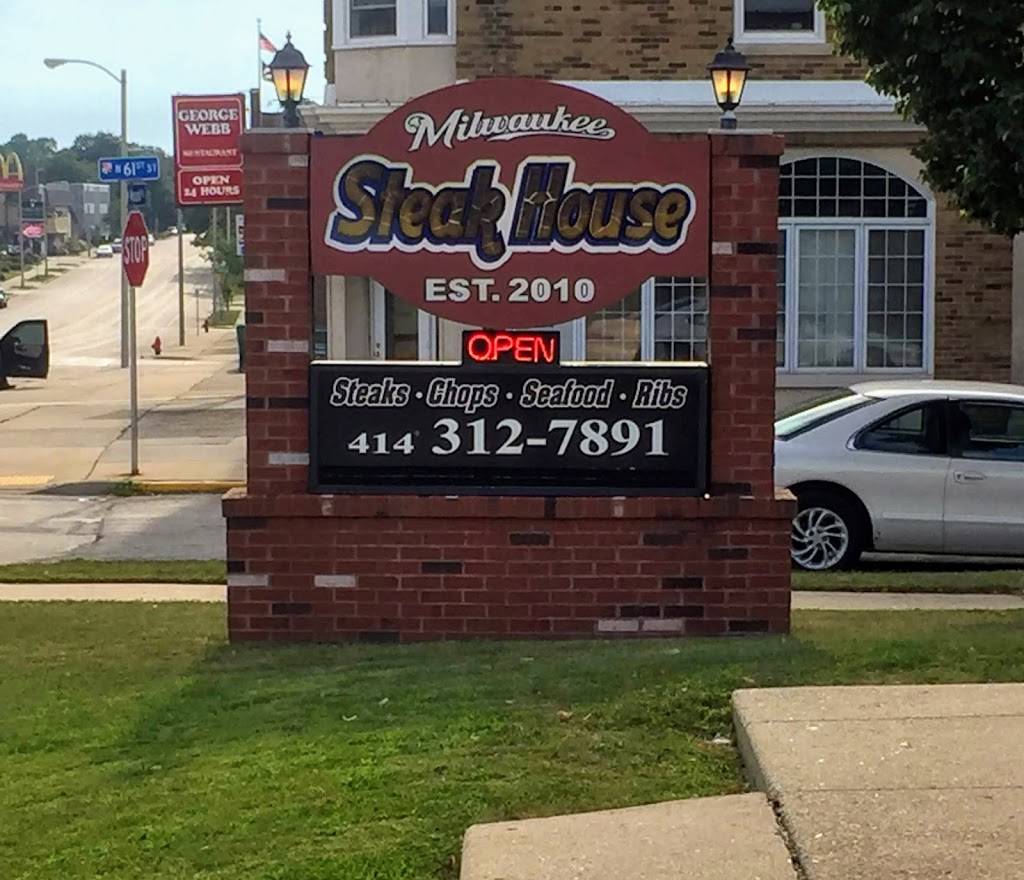 Milwaukee
Steak House
EST. 2010
OPEN
Steaks · Chops · Seafood · Ribs
414 312-7891
GEORGE
WEBB
RESTAURANT
OPEN
24 HOURS
N 61ST ST
STOP